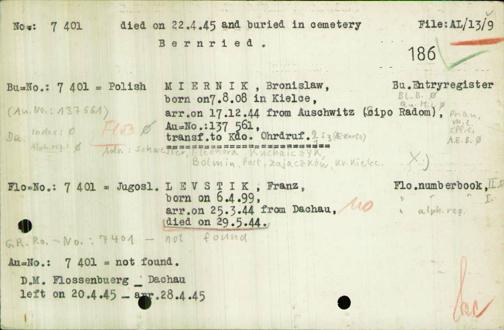 No.: 7 401 died on 22.4.45 and buried in cemetery File:AL/13/9
Bernried.
186
Bu=No.: 7 401 = Polish MIERNIK, Bronislaw, Bu.Entryregister
born on 7.8.08 in Kielce,
(Au.No.: 137561) arr.on 17.12.44 from Auschwitz (Sipo Radom),
Au=No.:137 561,
transf.to Kdo. Ohrdruf.
Flo=No.: 7 401 = Jugosl. LEVSTIK, Franz, Flo.numberbook,
born on 6.4.99,
arr.on 25.3.44 from Dachau, no
died on 29.5.44.
G.P.Ro.-No.: 7401 - not found
Au=No.: 7 401 = not found.
D.M. Flossenbuerg _ Dachau
left on 20.4.45 _ arr.28.4.45